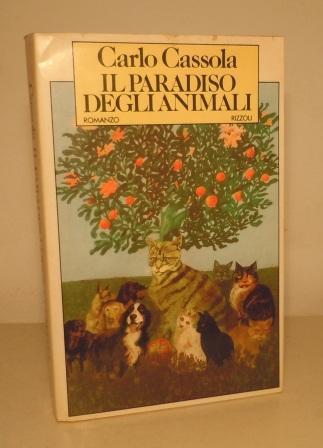 Carlo Cassola
IL PARADISO
DEGLI ANIMALI
ROMANZO RIZZOLI